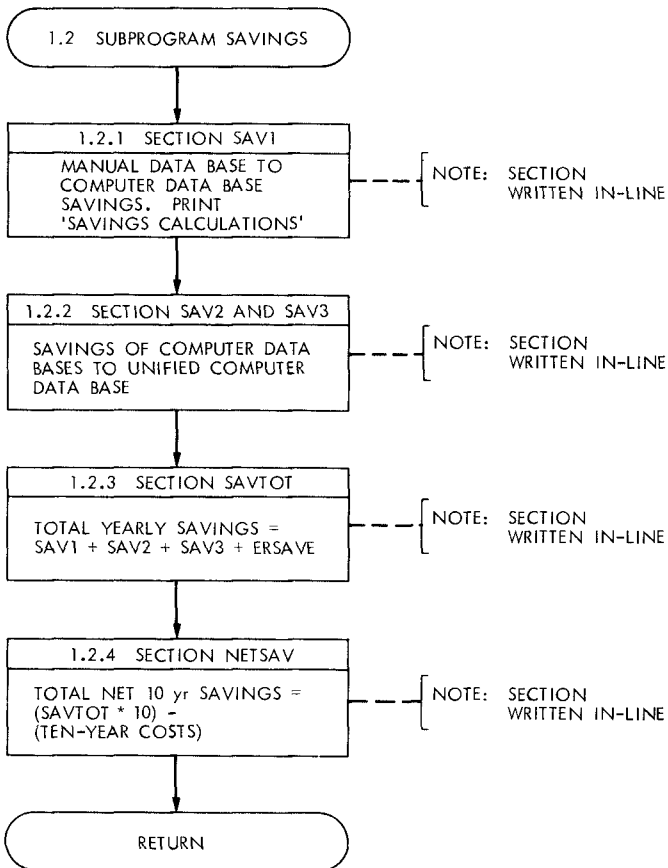 1.2 SUBPROGRAM SAVINGS
1.2.1 SECTION SAV1
MANUAL DATA BASE TO
COMPUTER DATA BASE
SAVINGS. PRINT
'SAVINGS CALCULATIONS'
NOTE: SECTION
WRITTEN IN-LINE
1.2.2 SECTION SAV2 AND SAV3
SAVINGS OF COMPUTER DATA
BASES TO UNIFIED COMPUTER
DATA BASE
NOTE: SECTION
WRITTEN IN-LINE
1.2.3 SECTION SAVTOT
TOTAL YEARLY SAVINGS =
SAV1 + SAV2 + SAV3 + ERSAVE
NOTE: SECTION
WRITTEN IN-LINE
1.2.4 SECTION NETSAV
TOTAL NET 10 yr SAVINGS =
(SAVTOT * 10) -
(TEN-YEAR COSTS)
NOTE: SECTION
WRITTEN IN-LINE
RETURN